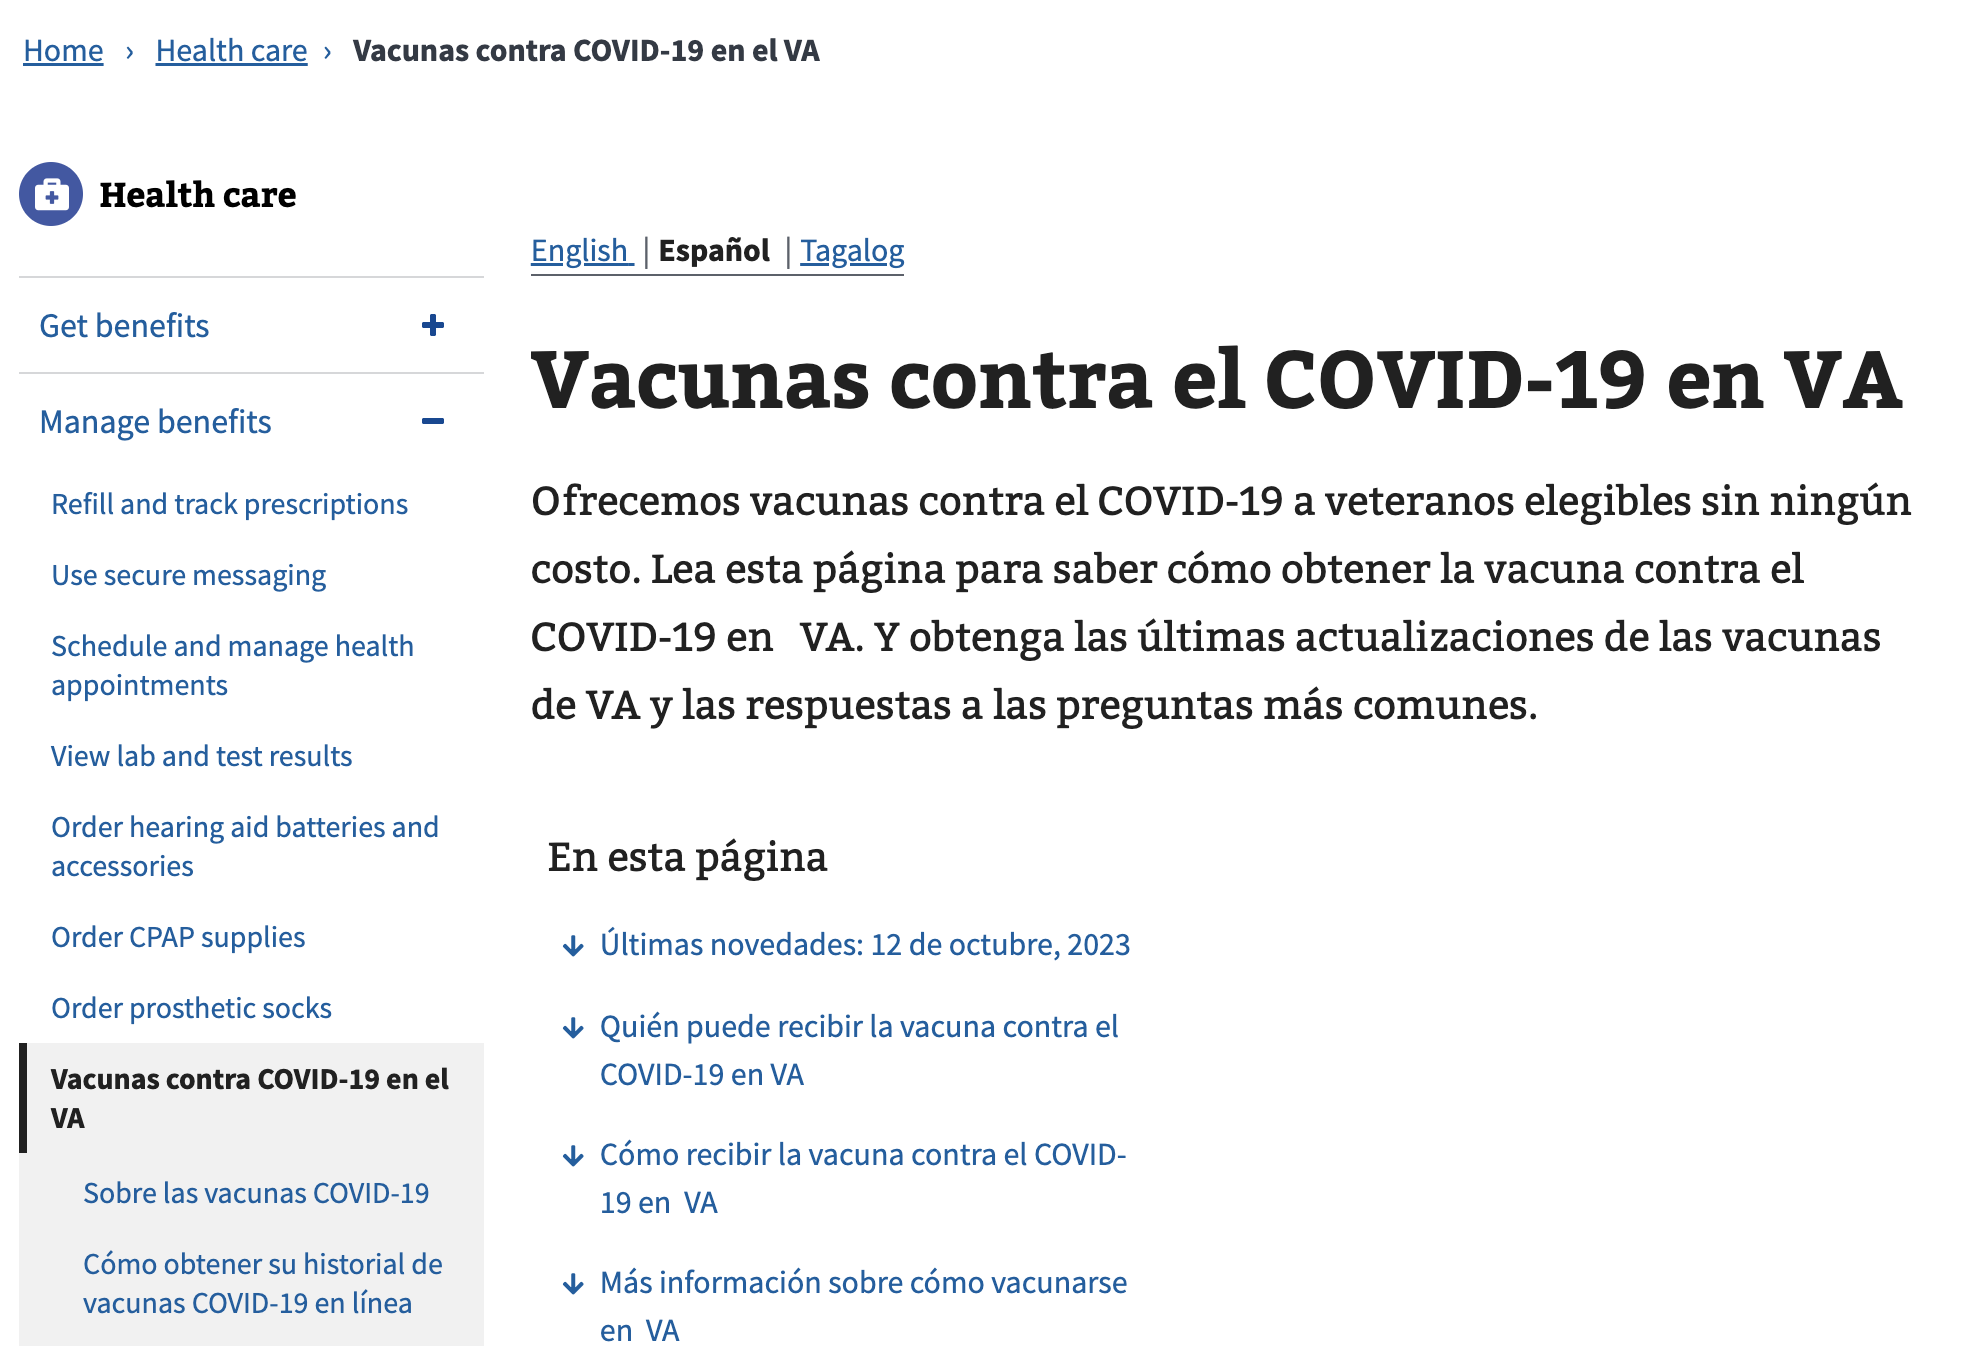 Home › Health care › Vacunas contra COVID-19 en el VA
Health care
Get benefits
Manage benefits
Refill and track prescriptions
Use secure messaging
Schedule and manage health
appointments
View lab and test results
Order hearing aid batteries and
accessories
Order CPAP supplies
Order prosthetic socks
Vacunas contra COVID-19 en el
VA
Sobre las vacunas COVID-19
Cómo obtener su historial de
vacunas COVID-19 en línea
English | Español | Tagalog
Vacunas contra el COVID-19 en VA
Ofrecemos vacunas contra el COVID-19 a veteranos elegibles sin ningún
costo. Lea esta página para saber cómo obtener la vacuna contra el
COVID-19 en VA. Y obtenga las últimas actualizaciones de las vacunas
de VA y las respuestas a las preguntas más comunes.
En esta página
Últimas novedades: 12 de octubre, 2023
Quién puede recibir la vacuna contra el
COVID-19 en VA
Cómo recibir la vacuna contra el COVID-
19 en VA
Más información sobre cómo vacunarse
en VA